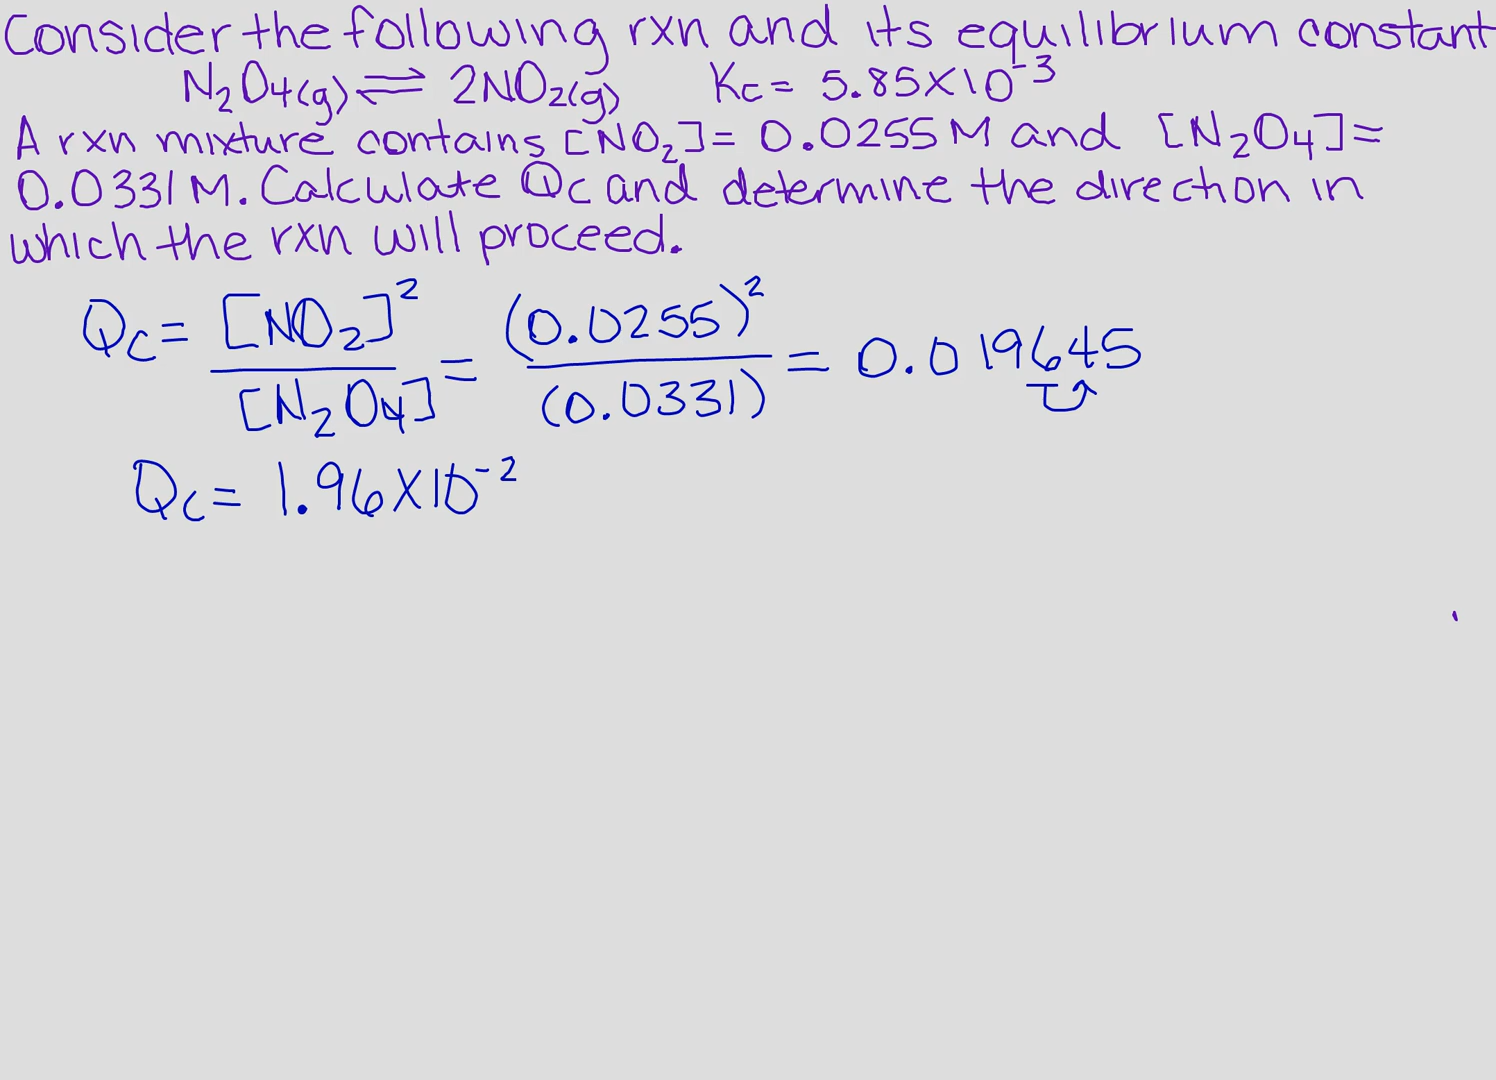 Consider the following rxn and its equilibrium constant
N₂O₄(g) ⇌ 2NO₂(g) Kc = 5.85×10⁻³
A rxn mixture contains [NO₂] = 0.0255 M and [N₂O₄] =
0.0331 M. Calculate Qc and determine the direction in
which the rxn will proceed.
Qc = [NO₂]² / [N₂O₄] = (0.0255)² / (0.0331) = 0.019645
Qc = 1.96×10⁻²